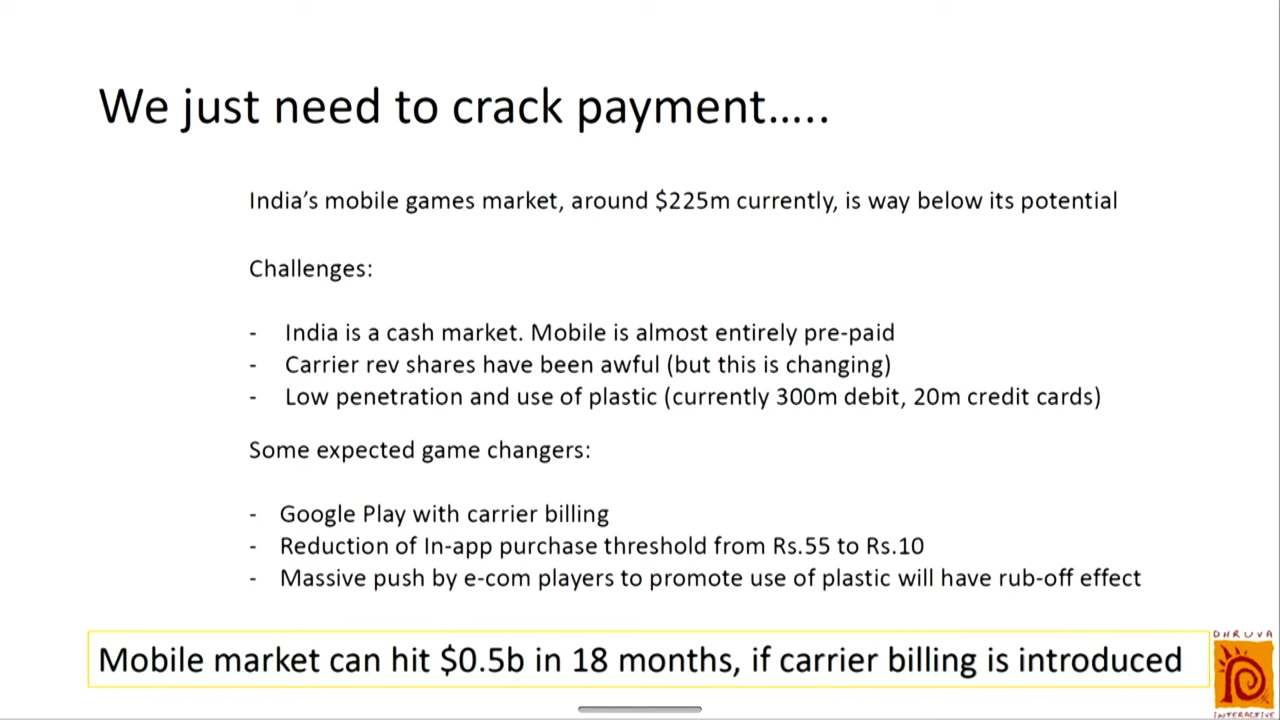 We just need to crack payment.....
India's mobile games market, around $225m currently, is way below its potential
Challenges:
- India is a cash market. Mobile is almost entirely pre-paid
- Carrier rev shares have been awful (but this is changing)
- Low penetration and use of plastic (currently 300m debit, 20m credit cards)
Some expected game changers:
- Google Play with carrier billing
- Reduction of In-app purchase threshold from Rs.55 to Rs.10
- Massive push by e-com players to promote use of plastic will have rub-off effect
Mobile market can hit $0.5b in 18 months, if carrier billing is introduced
DHRUVA
INTERACTIVE